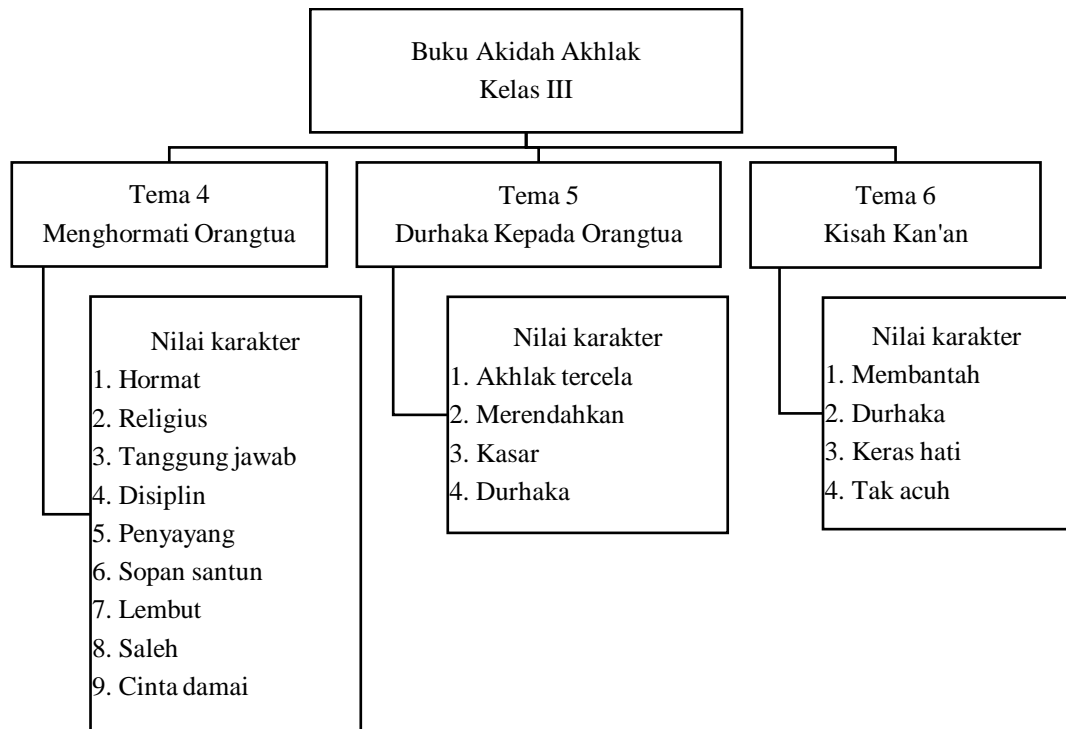 Buku Akidah Akhlak
Kelas III
Tema 4
Menghormati Orangtua
Nilai karakter
1. Hormat
2. Religius
3. Tanggung jawab
4. Disiplin
5. Penyayang
6. Sopan santun
7. Lembut
8. Saleh
9. Cinta damai
Tema 5
Durhaka Kepada Orangtua
Nilai karakter
1. Akhlak tercela
2. Merendahkan
3. Kasar
4. Durhaka
Tema 6
Kisah Kan'an
Nilai karakter
1. Membantah
2. Durhaka
3. Keras hati
4. Tak acuh